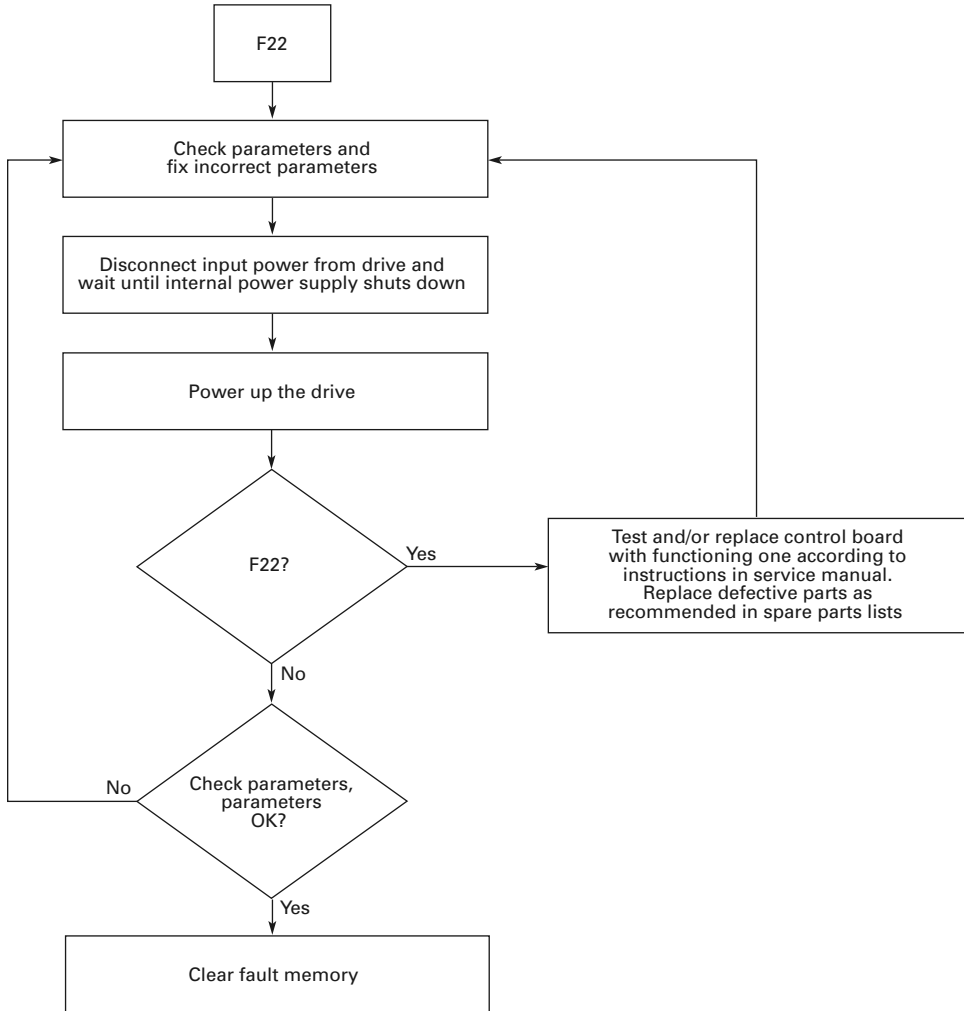 F22
Check parameters and
fix incorrect parameters
Disconnect input power from drive and
wait until internal power supply shuts down
Power up the drive
F22?
Yes
Test and/or replace control board
with functioning one according to
instructions in service manual.
Replace defective parts as
recommended in spare parts lists
No
Check parameters,
parameters
OK?
No
Yes
Clear fault memory